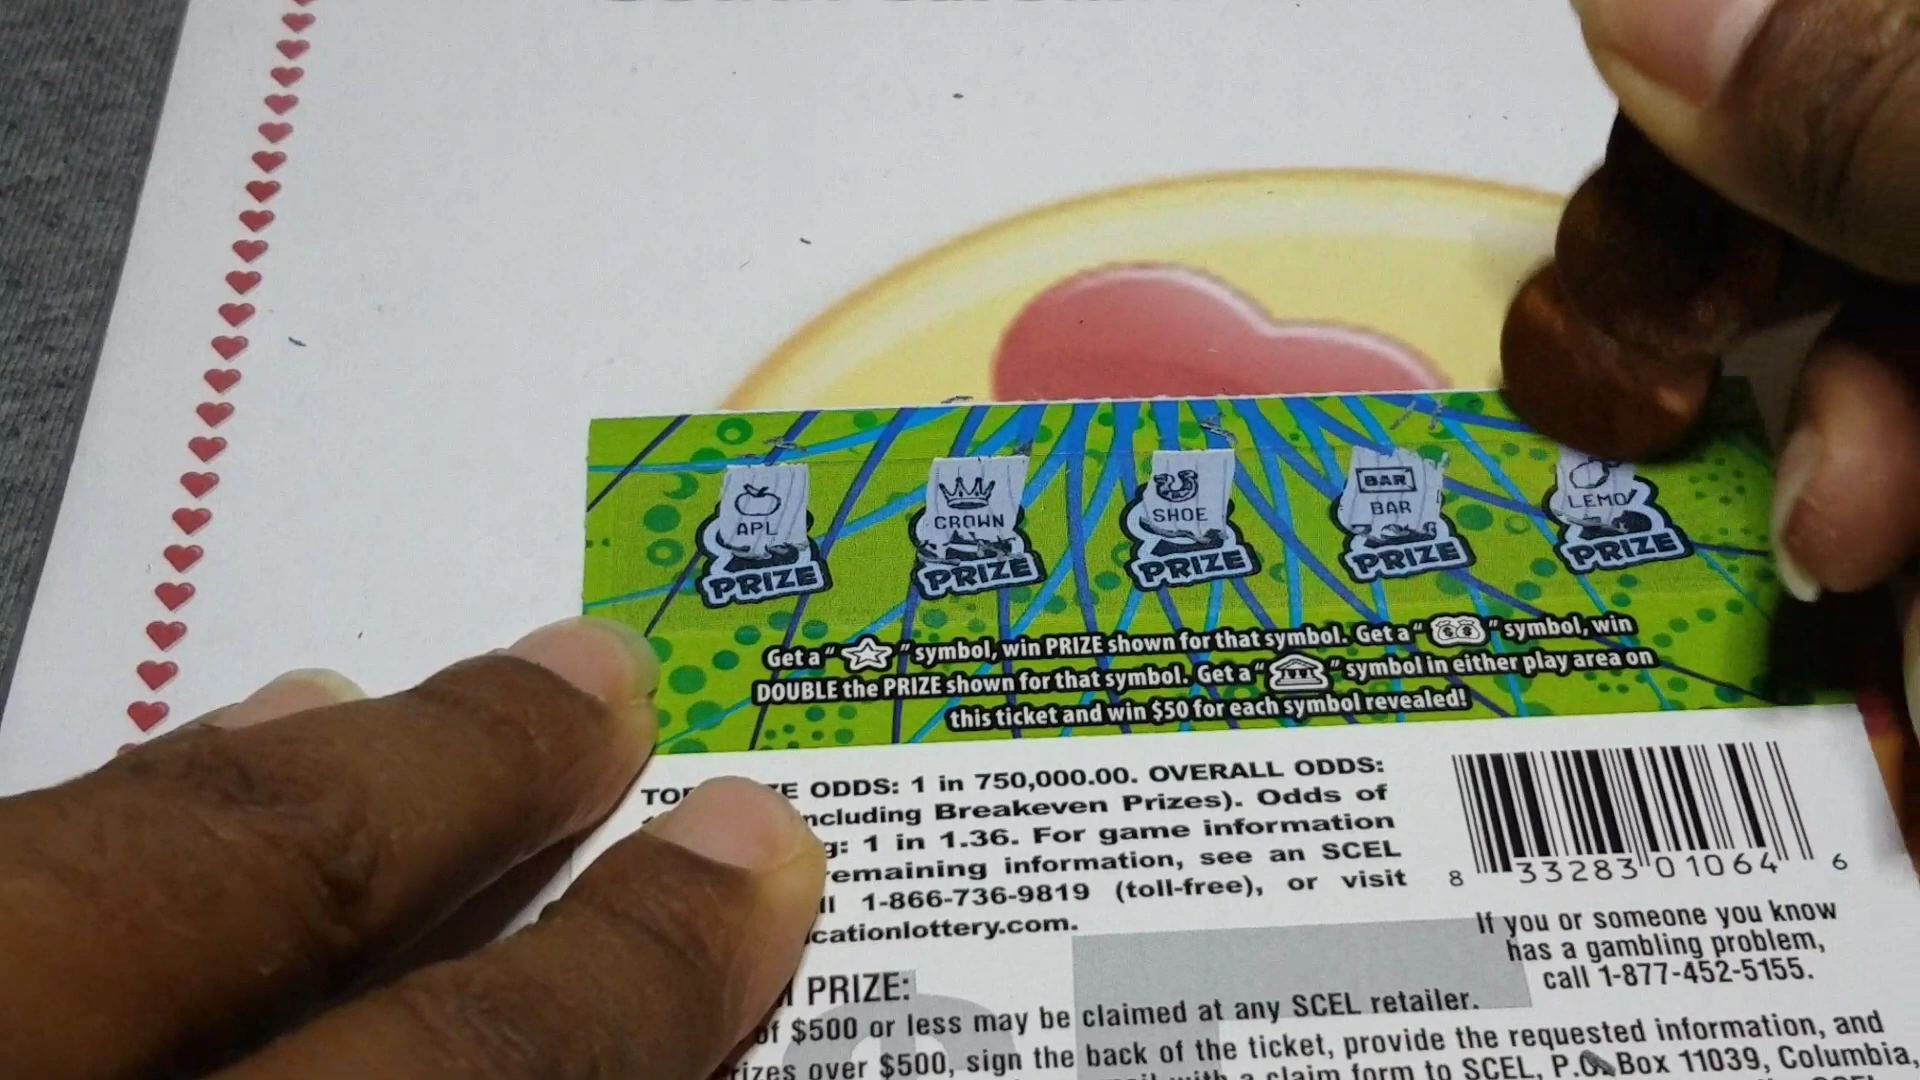 APL
CROWN
SHOE
BAR
BAR
LEMO
PRIZE
PRIZE
PRIZE
PRIZE
PRIZE
Get a " " symbol, win PRIZE shown for that symbol. Get a " " symbol, win
DOUBLE the PRIZE shown for that symbol. Get a " " symbol in either play area on
this ticket and win $50 for each symbol revealed!
ODDS: 1 in 750,000.00. OVERALL ODDS:
Breakeven Prizes). Odds of
1 in 1.36. For game information
see an SCEL
1-866-736-9819 (toll-free), or visit
cationlottery.com.
8 33283 01064 6
If you or someone you know
has a gambling problem,
call 1-877-452-5155.
PRIZE:
of $500 or less may be claimed at any SCEL retailer.
over $500, sign the back of the ticket, provide the requested information, and
with a claim form to SCEL, P.O. Box 11039, Columbia,